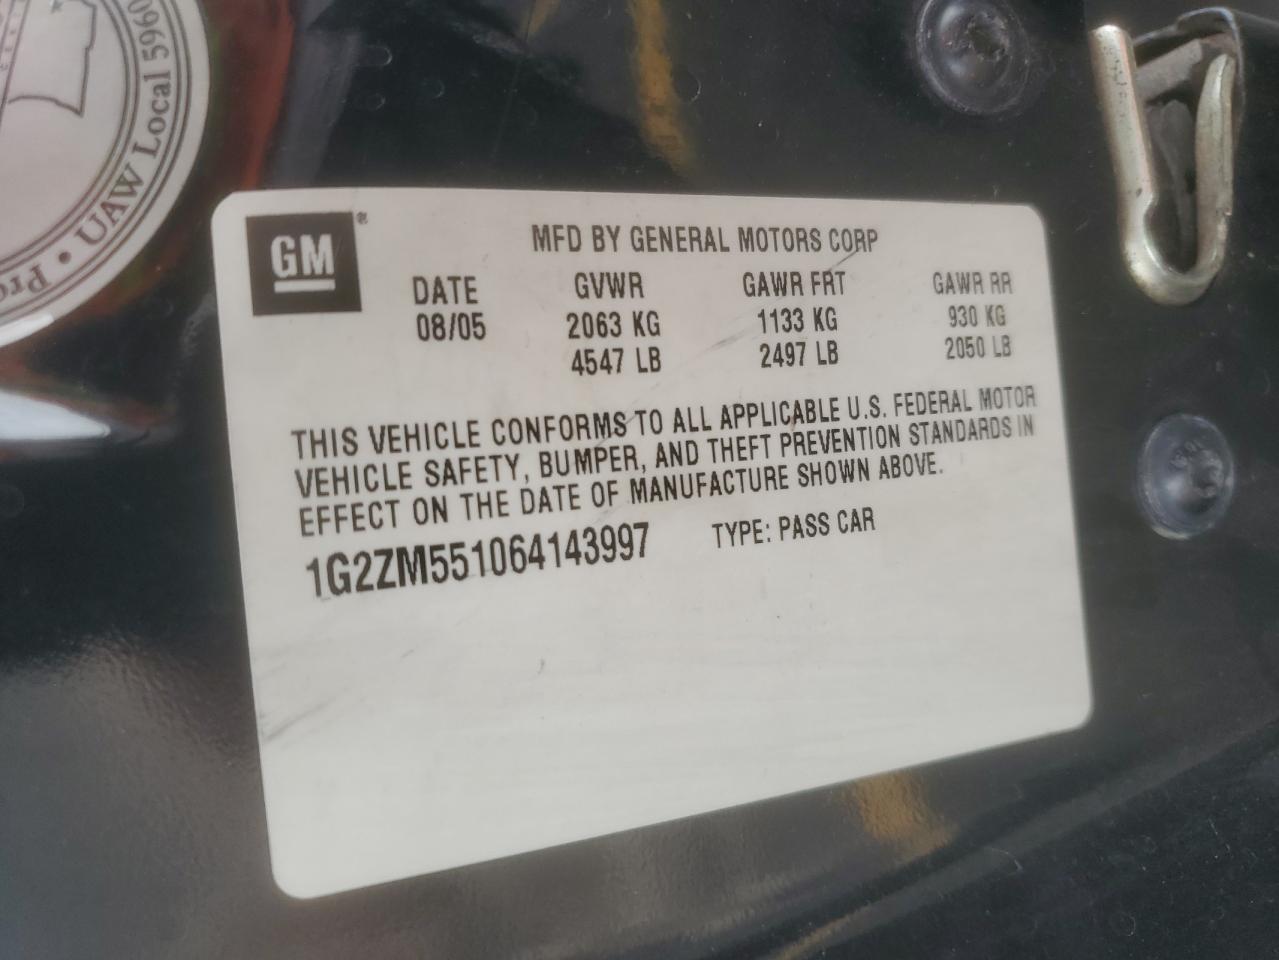 UAW Local 5960
GM
MFD BY GENERAL MOTORS CORP
DATE GVWR GAWR FRT GAWR RR
08/05 2063 KG 1133 KG 930 KG
4547 LB 2497 LB 2050 LB
THIS VEHICLE CONFORMS TO ALL APPLICABLE U.S. FEDERAL MOTOR
VEHICLE SAFETY, BUMPER, AND THEFT PREVENTION STANDARDS IN
EFFECT ON THE DATE OF MANUFACTURE SHOWN ABOVE.
1G2ZM551064143997 TYPE: PASS CAR